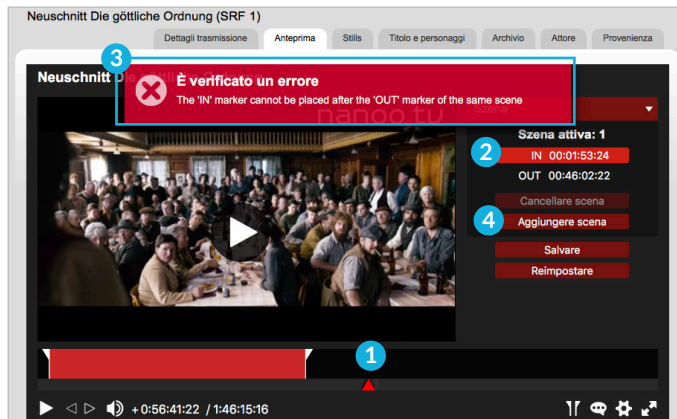 Neuschnitt Die göttliche Ordnung (SRF 1)
Dettagli trasmissione Anteprima Stills Titolo e personaggi Archivio Attore Provenienza
3
Neuschnitt Di
È verificato un errore
The 'IN' marker cannot be placed after the 'OUT' marker of the same scene
nanoo.tv
Szena
Szena attiva: 1
2
IN 00:01:53:24
OUT 00:46:02:22
Cancellare scena
4
Aggiungere scena
Salvare
Reimpostare
1
+ 0:56:41:22 / 1:46:15:16